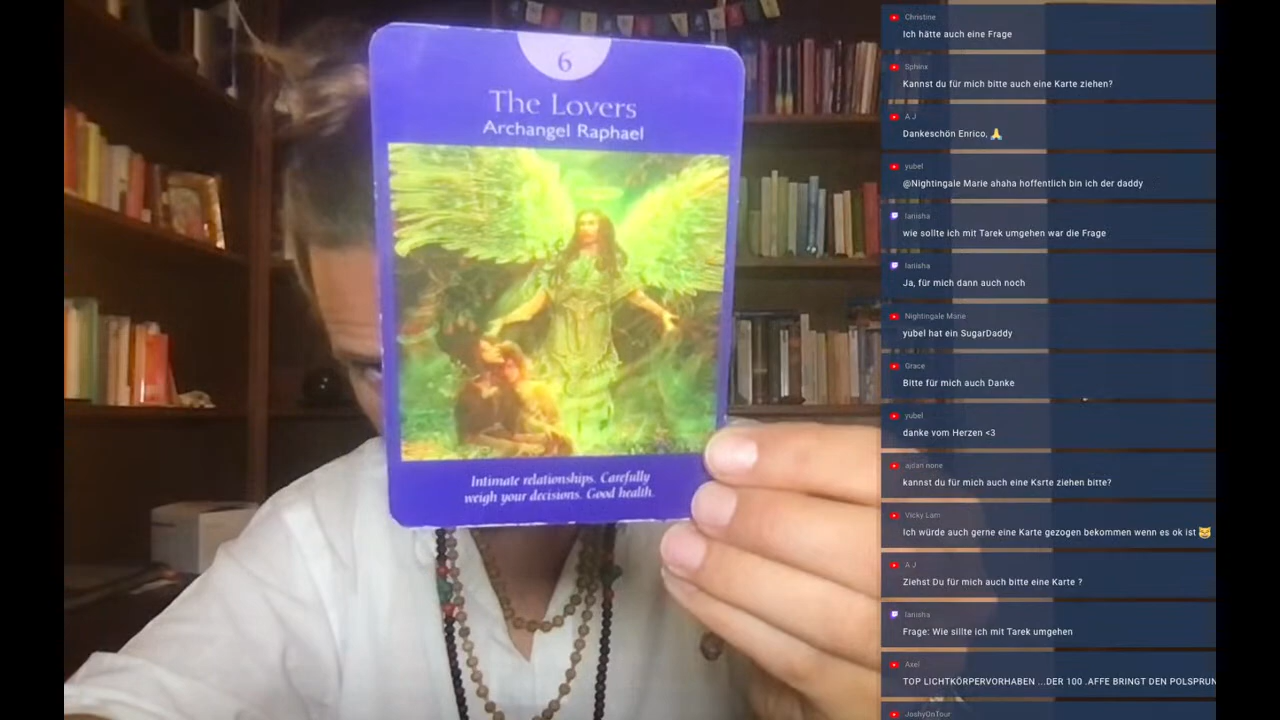 6
The Lovers
Archangel Raphael
Intimate relationships. Carefully
weigh your decisions. Good health.
Christine
Ich hätte auch eine Frage
Sphinx
Kannst du für mich bitte auch eine Karte ziehen?
A J
Dankeschön Enrico, 🙏
yubel
@Nightingale Marie ahaha hoffentlich bin ich der daddy
lanisha
wie sollte ich mit Tarek umgehen war die Frage
lanisha
Ja, für mich dann auch noch
Nightingale Marie
yubel hat ein SugarDaddy
Grace
Bitte für mich auch Danke
yubel
danke vom Herzen <3
ajdan none
kannst du für mich auch eine Ksrte ziehen bitte?
Vicky Lam
Ich würde auch gerne eine Karte gezogen bekommen wenn es ok ist 😸
A J
Ziehst Du für mich auch bitte eine Karte ?
lanisha
Frage: Wie sillte ich mit Tarek umgehen
Axel
TOP LICHTKÖRPERVORHABEN ...DER 100 .AFFE BRINGT DEN POLSPRUN
JoshyOnTour